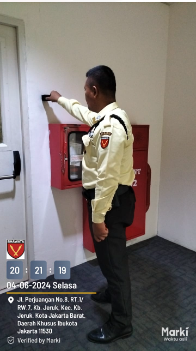 20 : 21 : 19
04-06-2024 Selasa
Jl. Perjuangan No.8, RT.1/
RW.7, Kb. Jeruk, Kec. Kb.
Jeruk, Kota Jakarta Barat,
Daerah Khusus Ibukota
Jakarta 11530
Verified by Marki
Marki